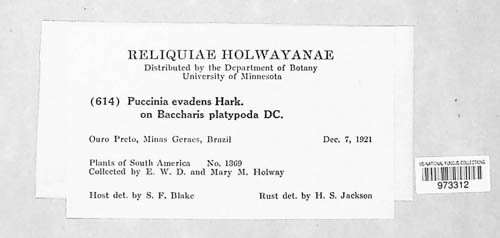 RELIQUIAE HOLWAYANAE
Distributed by the Department of Botany
University of Minnesota
(614) Puccinia evadens Hark.
on Baccharis platypoda DC.
Ouro Preto, Minas Geraes, Brazil Dec. 7, 1921
Plants of South America No. 1369
Collected by E. W. D. and Mary M. Holway
Host det. by S. F. Blake Rust det. by H. S. Jackson
US-NATIONAL FUNGUS COLLECTIONS
973312